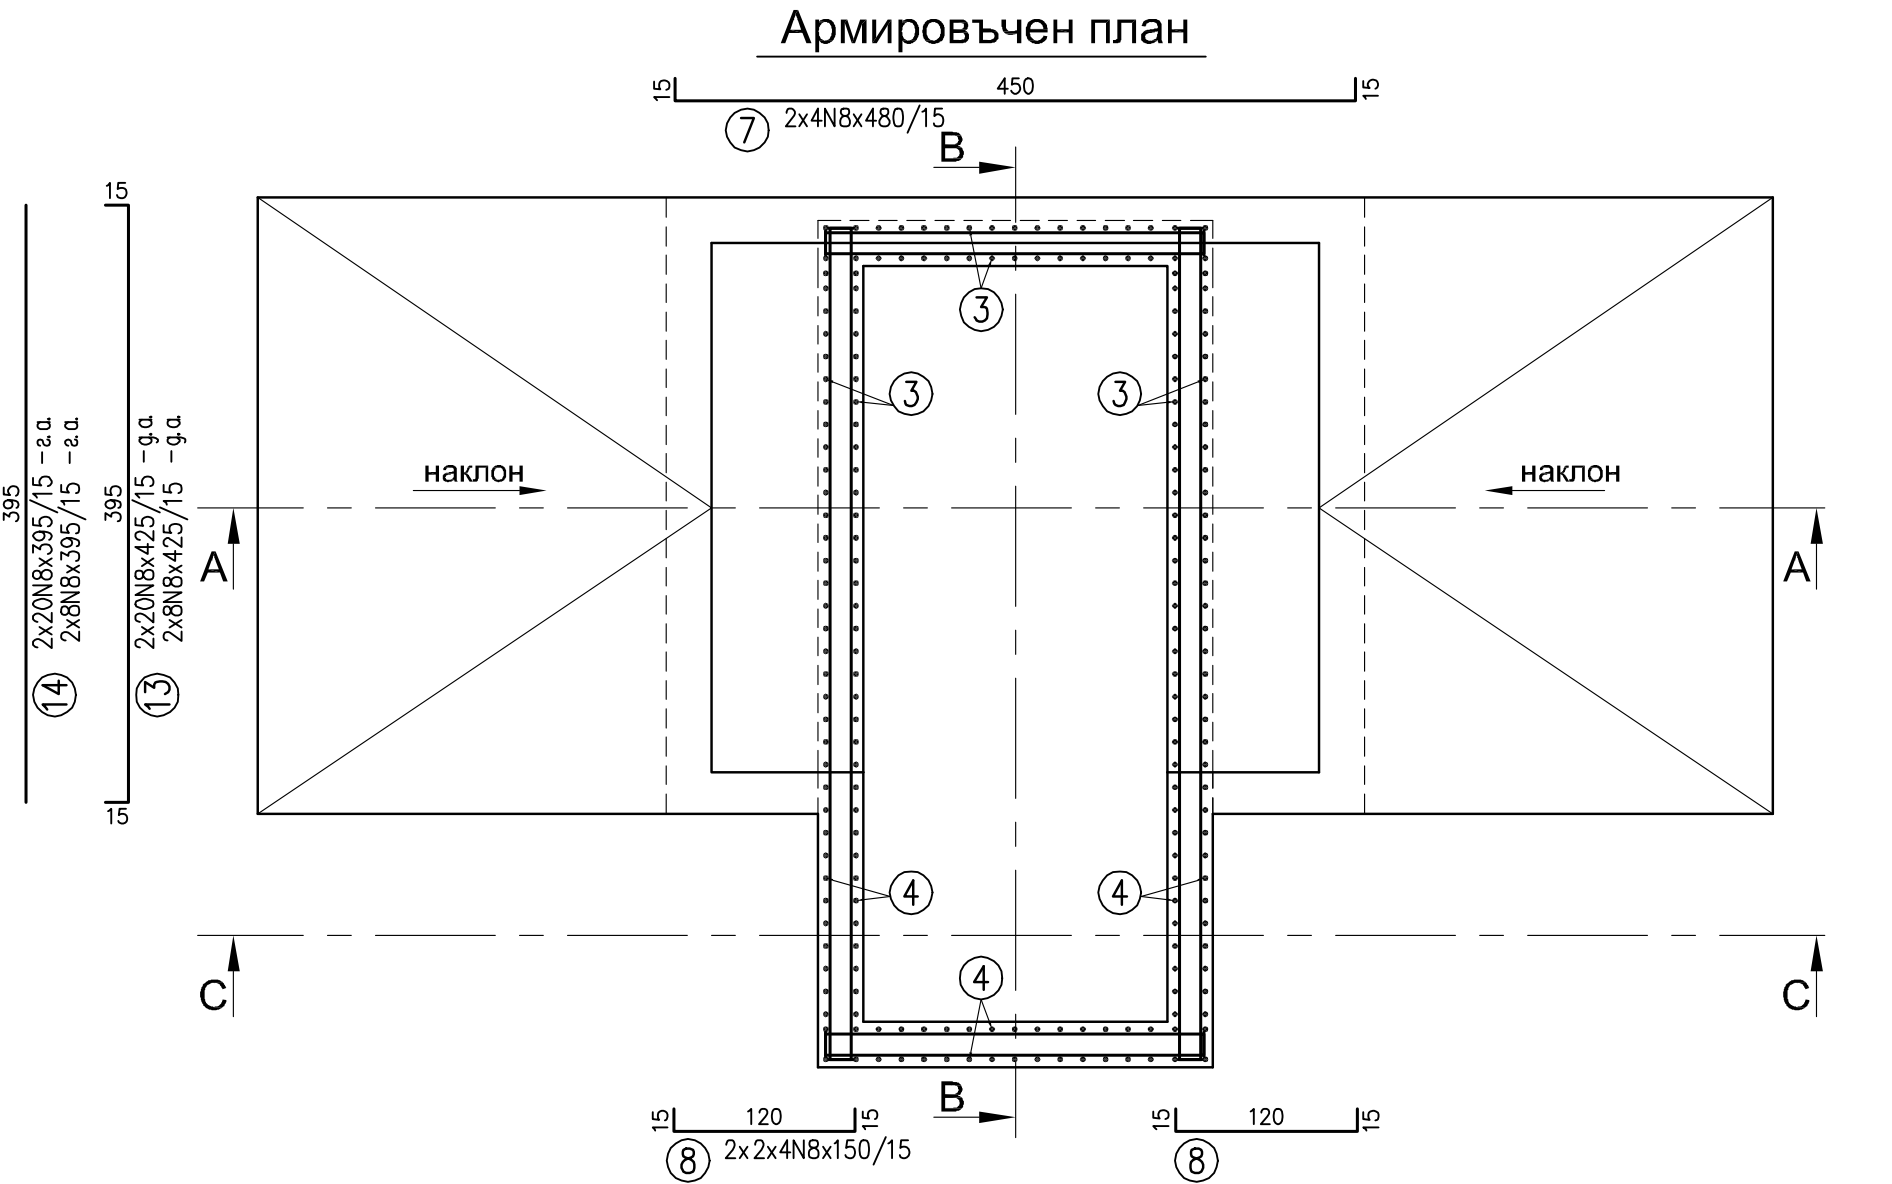 Армировъчен план
15 450 15
7 2x4N8x480/15
B
15
395
14 2x20N8x395/15 -г.а.
2x8N8x395/15 -г.а.
395
13 2x20N8x425/15 -д.а.
2x8N8x425/15 -д.а.
15
3
3 3
наклон наклон
A A
4 4
4
C C
B
15 120 15
8 2x2x4N8x150/15
15 120 15
8